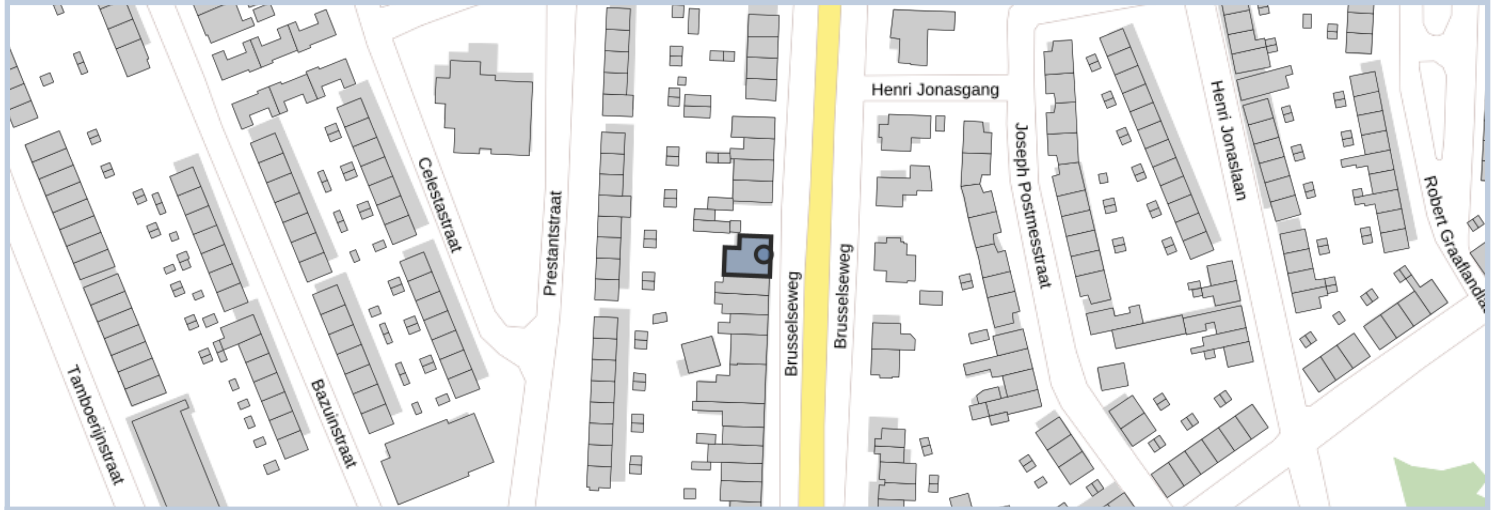 Henri Jonasgang
Henri Jonaslaan
Joseph Postmesstraat
Celestastraat
Prestantstraat
Robert Graaflandla
Brusselseweg
Brusselseweg
Tamboerijnstraat
Bazuinstraat